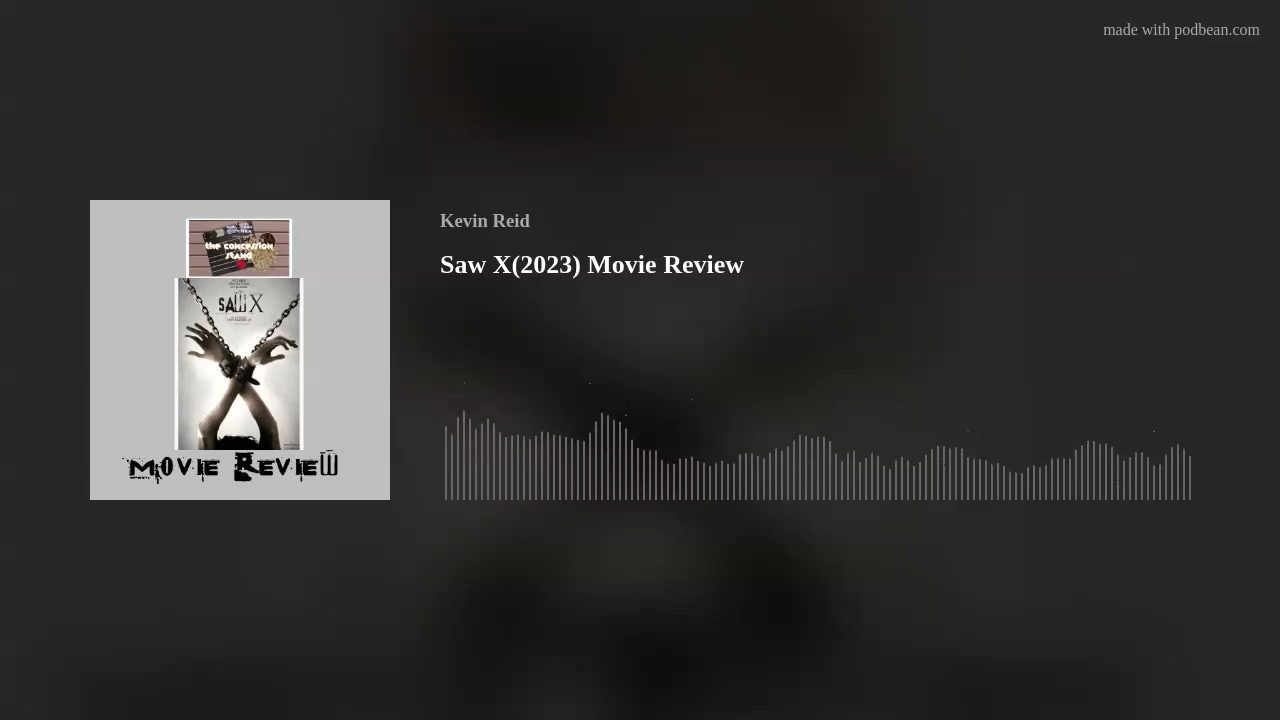 made with podbean.com
Kevin Reid
Saw X(2023) Movie Review
the concession
stand
SAW X
Movie Review